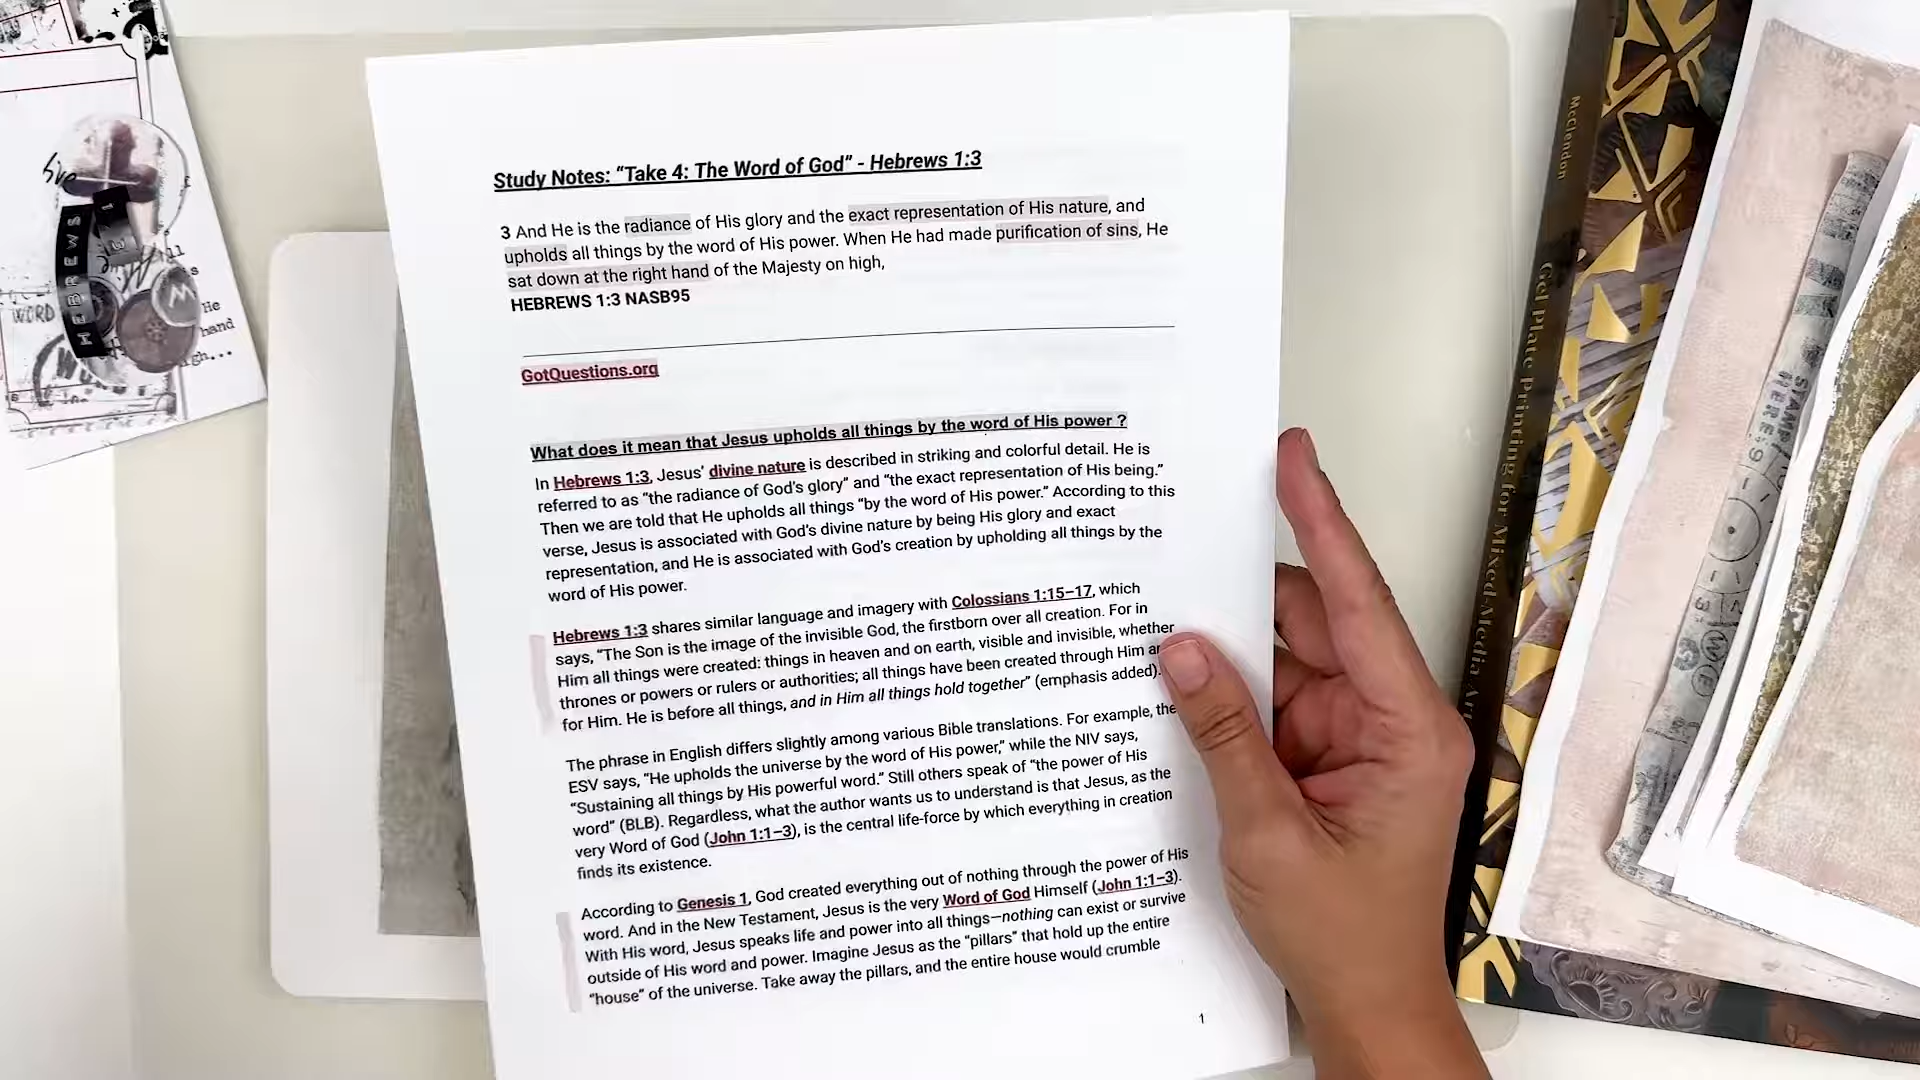 Study Notes: “Take 4: The Word of God” - Hebrews 1:3
3 And He is the radiance of His glory and the exact representation of His nature, and
upholds all things by the word of His power. When He had made purification of sins, He
sat down at the right hand of the Majesty on high,
HEBREWS 1:3 NASB95
GotQuestions.org
What does it mean that Jesus upholds all things by the word of His power ?
In Hebrews 1:3, Jesus’ divine nature is described in striking and colorful detail. He is
referred to as “the radiance of God’s glory” and “the exact representation of His being.”
Then we are told that He upholds all things “by the word of His power.” According to this
verse, Jesus is associated with God’s divine nature by being His glory and exact
representation, and He is associated with God’s creation by upholding all things by the
word of His power.
Hebrews 1:3 shares similar language and imagery with Colossians 1:15–17, which
says, “The Son is the image of the invisible God, the firstborn over all creation. For in
Him all things were created: things in heaven and on earth, visible and invisible, whether
thrones or powers or rulers or authorities; all things have been created through Him
for Him. He is before all things, and in Him all things hold together” (emphasis added).
The phrase in English differs slightly among various Bible translations. For example, the
ESV says, “He upholds the universe by the word of His power,” while the NIV says,
“Sustaining all things by His powerful word.” Still others speak of “the power of His
word” (BLB). Regardless, what the author wants us to understand is that Jesus, as the
very Word of God (John 1:1–3), is the central life-force by which everything in creation
finds its existence.
According to Genesis 1, God created everything out of nothing through the power of His
word. And in the New Testament, Jesus is the very Word of God Himself (John 1:1–3).
With His word, Jesus speaks life and power into all things—nothing can exist or survive
outside of His word and power. Imagine Jesus as the “pillars” that hold up the entire
“house” of the universe. Take away the pillars, and the entire house would crumble
1
HEBREWS
WORD
M
He
hand
McClendon
Gel Plate Printing for Mixed-Media Art
STAMP
HERE